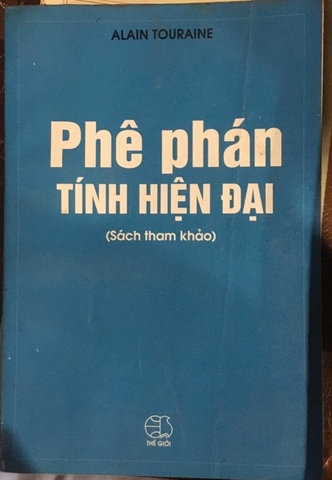 ALAIN TOURAINE
Phê phán
TÍNH HIỆN ĐẠI
(Sách tham khảo)
THẾ GIỚI